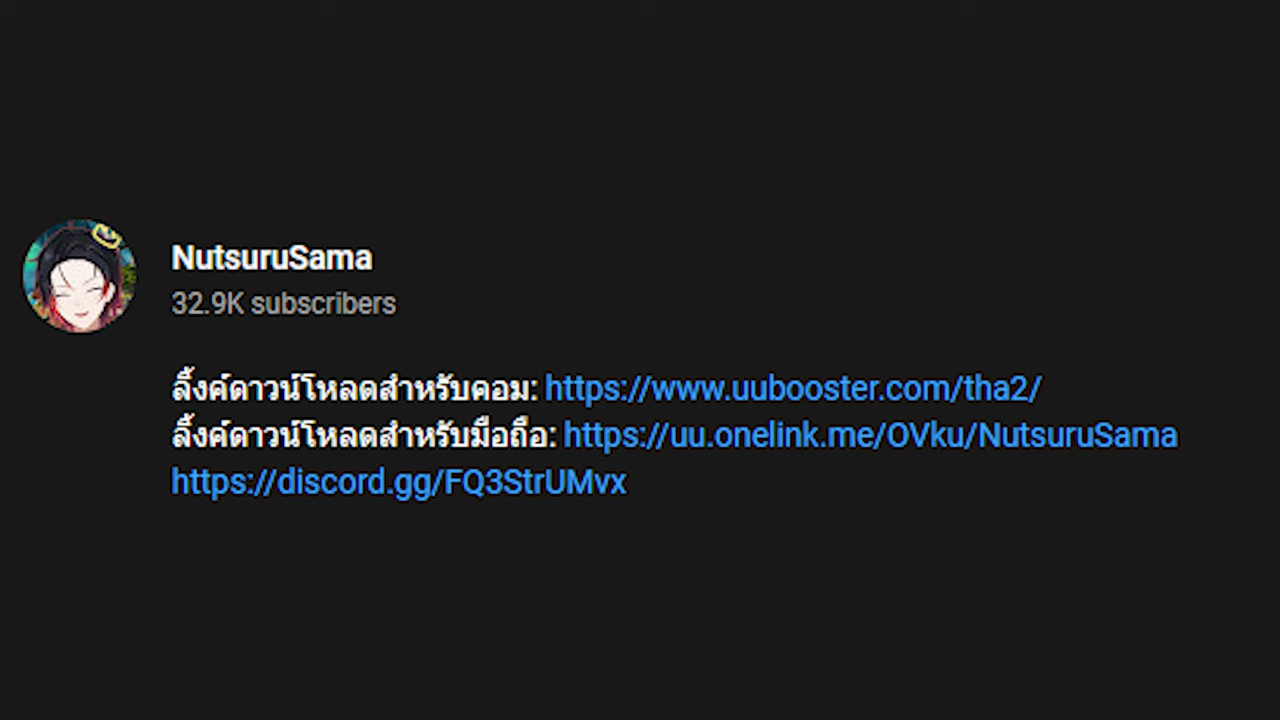 NutsuruSama
32.9K subscribers
ลิ้งค์ดาวน์โหลดสำหรับคอม: https://www.uubooster.com/tha2/
ลิ้งค์ดาวน์โหลดสำหรับมือถือ: https://uu.onelink.me/OVku/NutsuruSama
https://discord.gg/FQ3StrUMvx